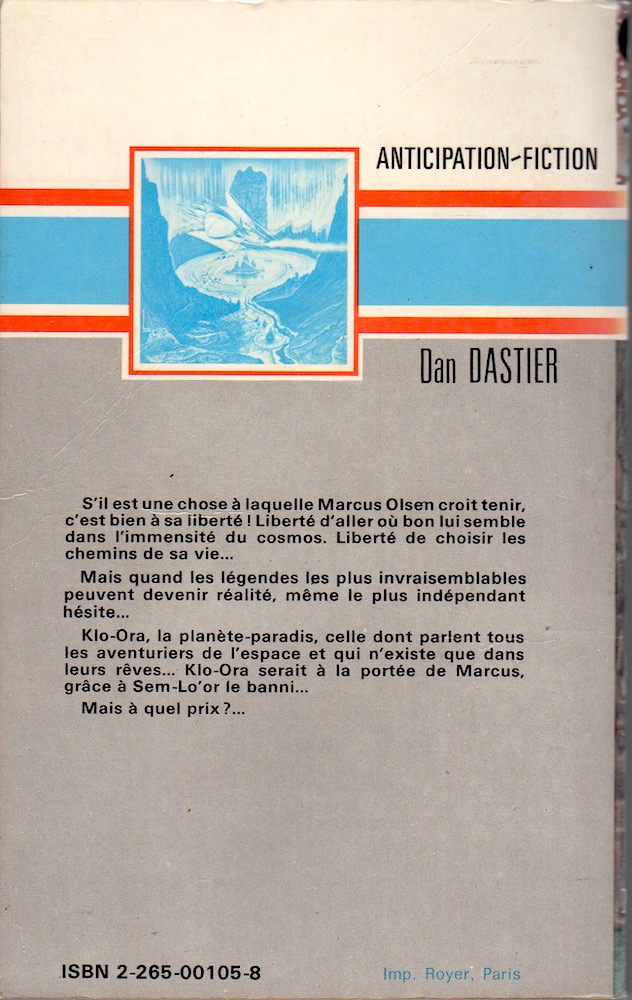 ANTICIPATION-FICTION
Dan DASTIER
S'il est une chose à laquelle Marcus Olsen croit tenir,
c'est bien à sa liberté ! Liberté d'aller où bon lui semble
dans l'immensité du cosmos. Liberté de choisir les
chemins de sa vie...
Mais quand les légendes les plus invraisemblables
peuvent devenir réalité, même le plus indépendant
hésite...
Klo-Ora, la planète-paradis, celle dont parlent tous
les aventuriers de l'espace et qui n'existe que dans
leurs rêves... Klo-Ora serait à la portée de Marcus,
grâce à Sem-Lo'or le banni...
Mais à quel prix ?...
ISBN 2-265-00105-8
Imp. Royer, Paris